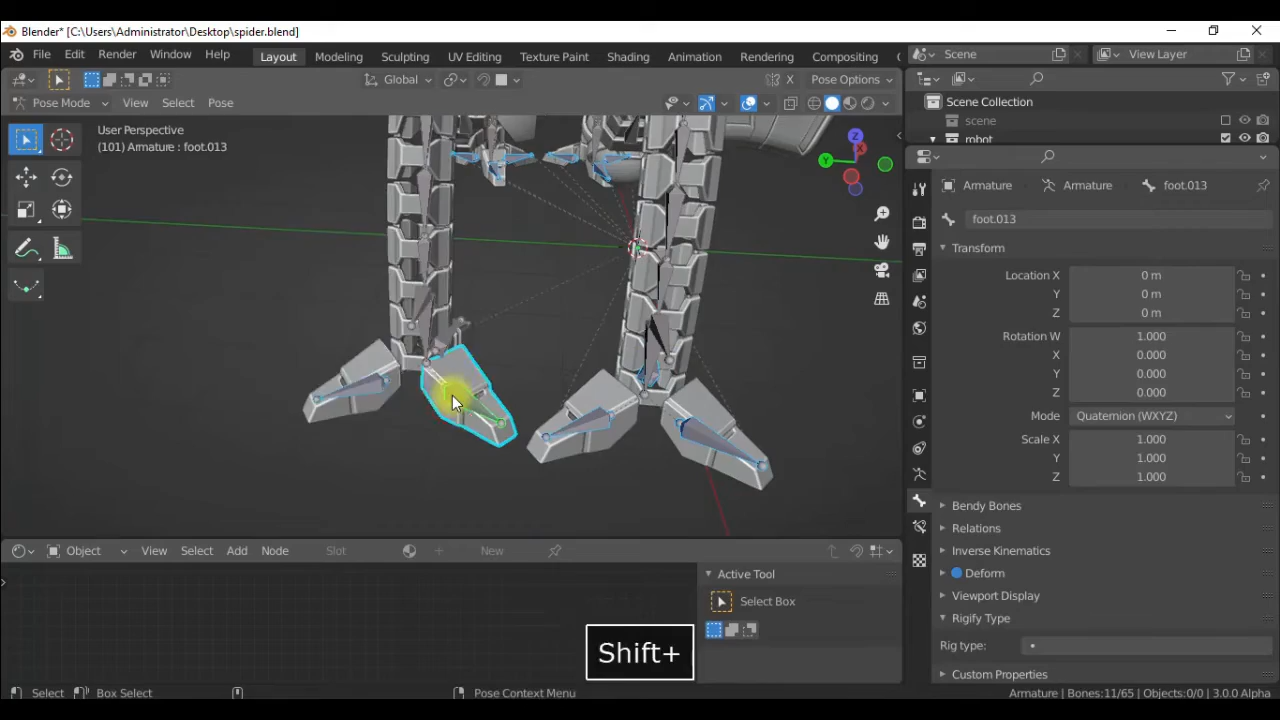 Blender* [C:\Users\Administrator\Desktop\spider.blend]
File Edit Render Window Help
Layout Modeling Sculpting UV Editing Texture Paint Shading Animation Rendering Compositing
Scene
View Layer
Global
X
Pose Options
Pose Mode View Select Pose
Scene Collection
scene
robot
User Perspective
(101) Armature : foot.013
Z
X
Y
Armature Armature foot.013
foot.013
Transform
Location X 0 m
Y 0 m
Z 0 m
Rotation W 1.000
X 0.000
Y 0.000
Z 0.000
Mode Quaternion (WXYZ)
Scale X 1.000
Y 1.000
Z 1.000
Bendy Bones
Relations
Inverse Kinematics
Deform
Viewport Display
Rigify Type
Rig type:
Custom Properties
Object View Select Add Node Slot New
Active Tool
Select Box
Shift+
Select Box Select Pose Context Menu Armature | Bones:11/65 | Objects:0/0 | 3.0.0 Alpha